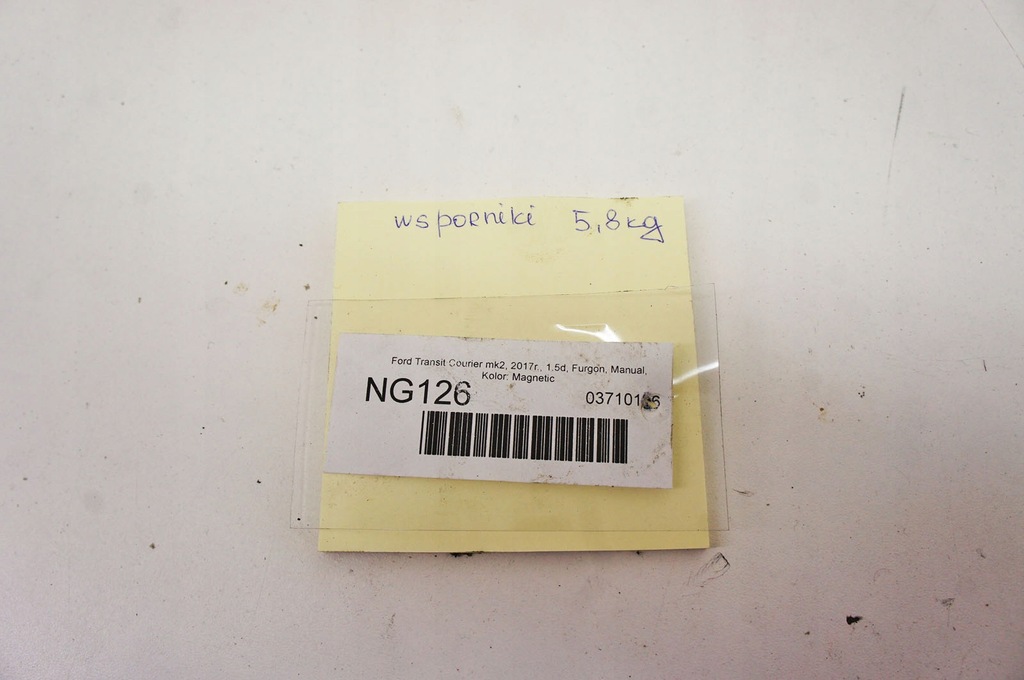 wsporniki 5,8kg
Ford Transit Courier mk2, 2017r., 1.5d, Furgon, Manual,
Kolor: Magnetic
NG126